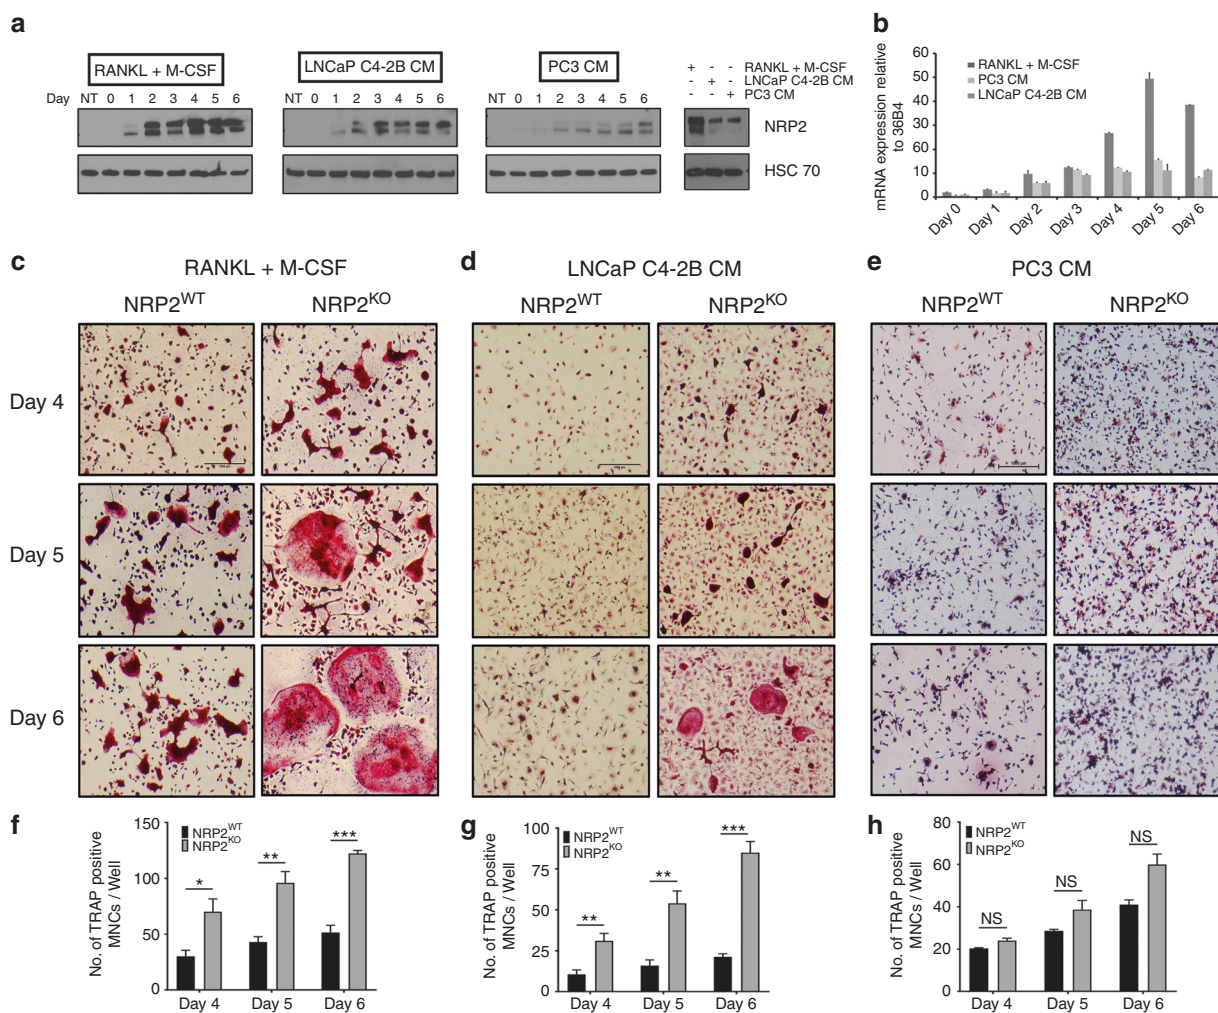 a
RANKL + M-CSF
LNCaP C4-2B CM
PC3 CM
Day NT 0 1 2 3 4 5 6
NT 0 1 2 3 4 5 6
NT 0 1 2 3 4 5 6
+ - - RANKL + M-CSF
- + - LNCaP C4-2B CM
- - + PC3 CM
NRP2
HSC 70
b
mRNA expression relative to 36B4
60
50
60
30
60
10
0
RANKL + M-CSF
PC3 CM
LNCaP C4-2B CM
Day 0 Day 1 Day 2 Day 3 Day 4 Day 5 Day 6
c
RANKL + M-CSF
NRP2WT NRP2KO
d
LNCaP C4-2B CM
NRP2WT NRP2KO
e
PC3 CM
NRP2WT NRP2KO
Day 4
Day 5
Day 6
f
No. of TRAP positive
MNCs / Well
150
100
50
0
NRP2WT
NRP2KO
* ** ***
Day 4 Day 5 Day 6
g
No. of TRAP positive
MNCs / Well
100
75
50
25
0
NRP2WT
NRP2KO
** ** ***
Day 4 Day 5 Day 6
h
No. of TRAP positive
MNCs / Well
80
60
40
20
0
NRP2WT
NRP2KO
NS NS NS
Day 4 Day 5 Day 6